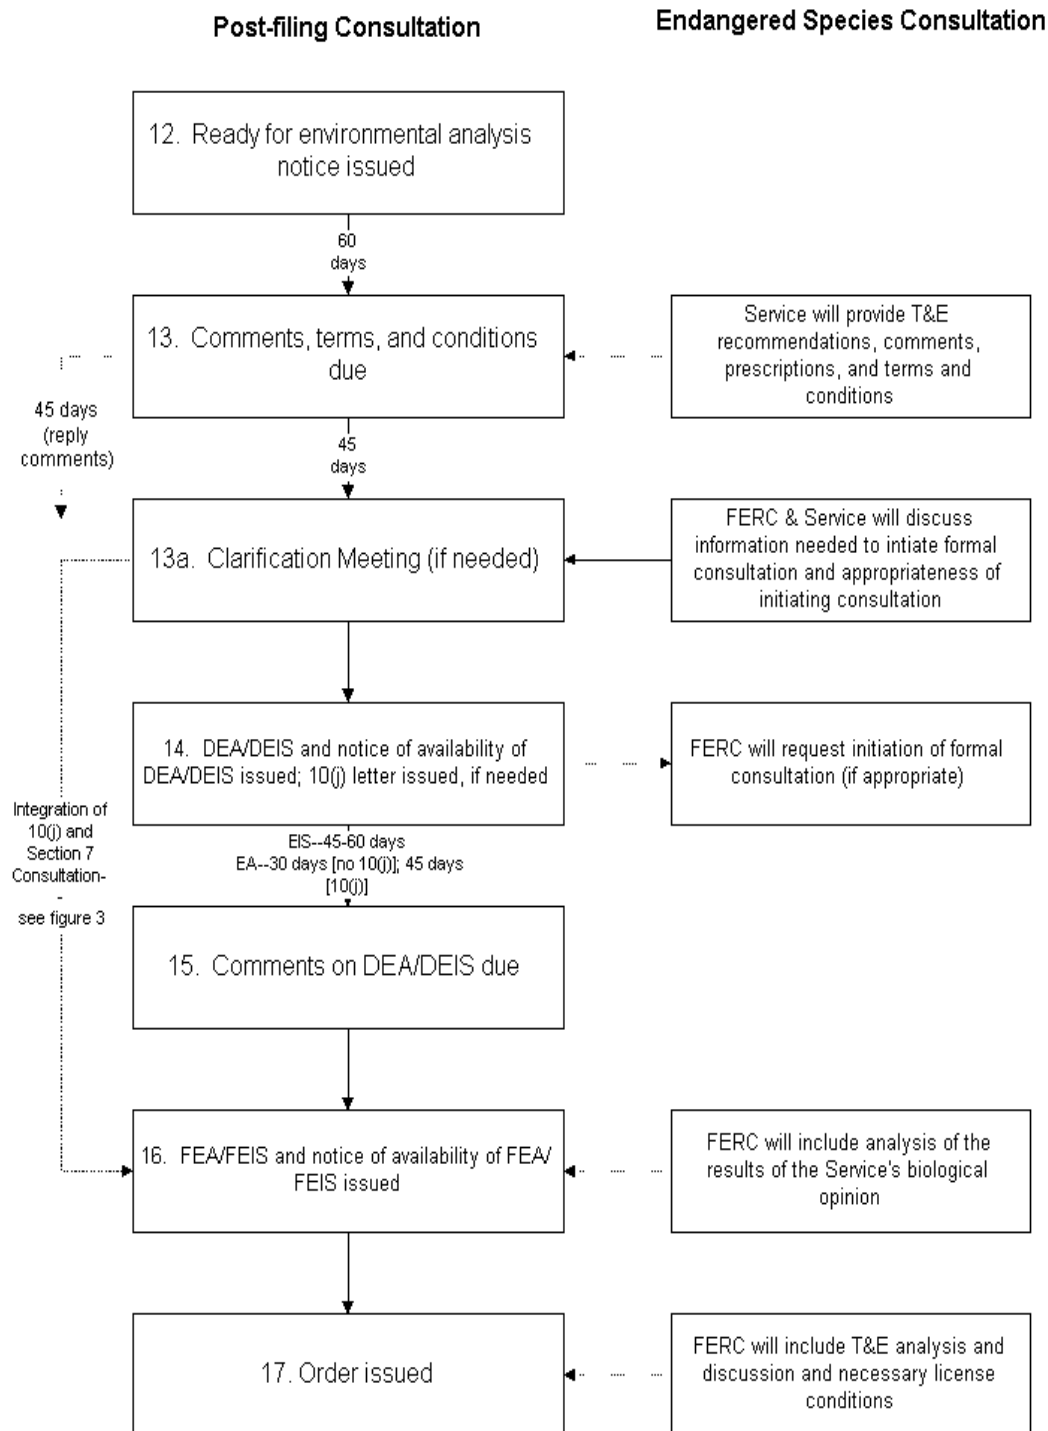 Post-filing Consultation
Endangered Species Consultation
12. Ready for environmental analysis
notice issued
60
days
13. Comments, terms, and conditions
due
Service will provide T&E
recommendations, comments,
prescriptions, and terms and
conditions
45 days
(reply
comments)
45
days
13a. Clarification Meeting (if needed)
FERC & Service will discuss
information needed to intiate formal
consultation and appropriateness of
initiating consultation
14. DEA/DEIS and notice of availability of
DEA/DEIS issued; 10(j) letter issued, if needed
FERC will request initiation of formal
consultation (if appropriate)
Integration of
10(j) and
Section 7
Consultation-
-
see figure 3
EIS--45-60 days
EA--30 days [no 10(j)]; 45 days
[10(j)]
15. Comments on DEA/DEIS due
16. FEA/FEIS and notice of availability of FEA/
FEIS issued
FERC will include analysis of the
results of the Service's biological
opinion
17. Order issued
FERC will include T&E analysis and
discussion and necessary license
conditions